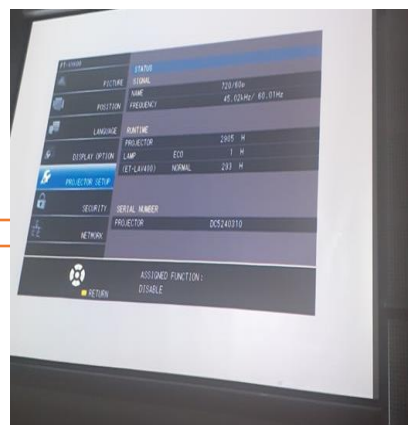 STATUS
PICTURE
SIGNAL
NAME 720/60p
POSITION
FREQUENCY 45.02kHz/ 60.01Hz
LANGUAGE
RUNTIME
PROJECTOR 2905 H
DISPLAY OPTION
LAMP ECO 1 H
(ET-LAV400) NORMAL 293 H
PROJECTOR SETUP
SECURITY
SERIAL NUMBER
PROJECTOR DC5240310
NETWORK
ASSIGNED FUNCTION:
RETURN
DISABLE